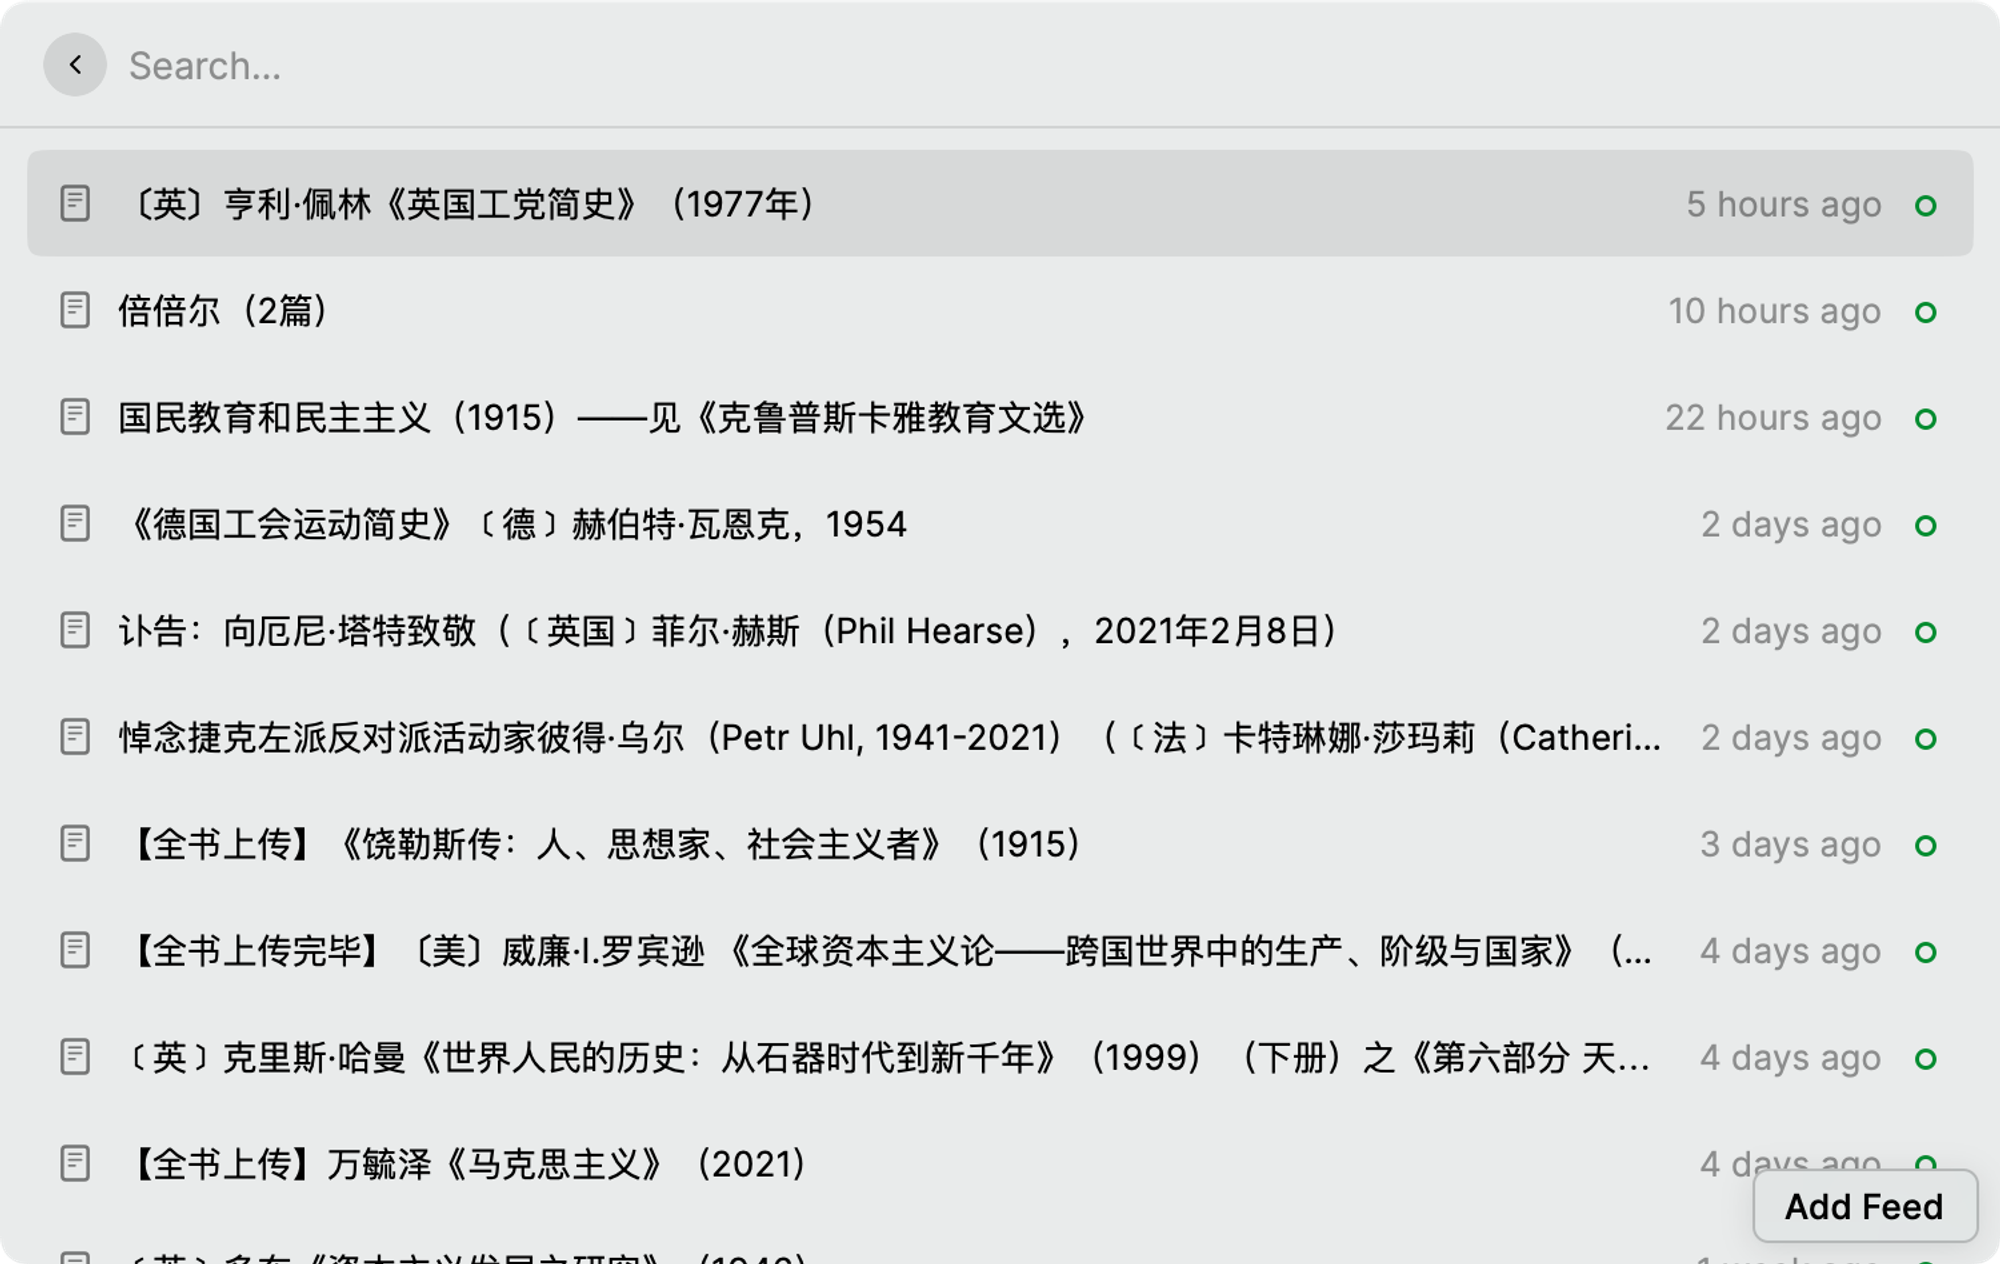 Search...
〔英〕亨利·佩林《英国工党简史》（1977年） 5 hours ago
倍倍尔（2篇） 10 hours ago
国民教育和民主主义（1915）——见《克鲁普斯卡雅教育文选》 22 hours ago
《德国工会运动简史》﹝德﹞赫伯特·瓦恩克，1954 2 days ago
讣告：向厄尼·塔特致敬（﹝英国﹞菲尔·赫斯（Phil Hearse），2021年2月8日） 2 days ago
悼念捷克左派反对派活动家彼得·乌尔（Petr Uhl, 1941-2021）（﹝法﹞卡特琳娜·莎玛莉（Catheri... 2 days ago
【全书上传】《饶勒斯传：人、思想家、社会主义者》（1915） 3 days ago
【全书上传完毕】〔美〕威廉·I.罗宾逊 《全球资本主义论——跨国世界中的生产、阶级与国家》（... 4 days ago
﹝英﹞克里斯·哈曼《世界人民的历史：从石器时代到新千年》（1999）（下册）之《第六部分 天... 4 days ago
【全书上传】万毓泽《马克思主义》（2021） 4 days ago
Add Feed